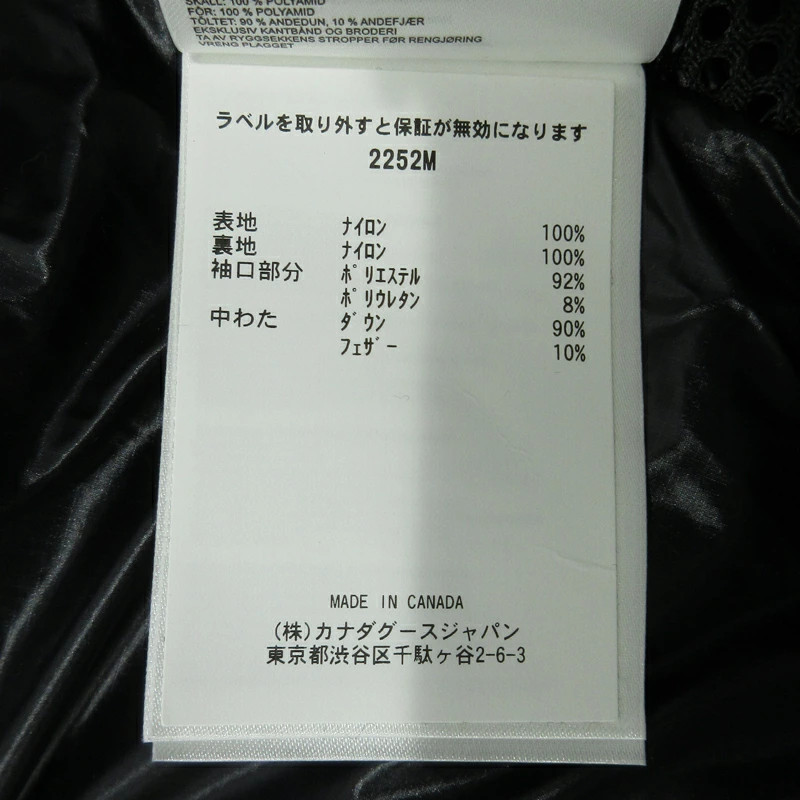 SKALL: 100 % POLYAMID
FÔR: 100 % POLYAMID
TÖLTET: 90 % ANDEDUN, 10 % ANDEFJÆR
EKSKLUSIV KANTBÅND OG BRODERI
TA AV RYGGSEKKENS STROPPER FØR RENGJØRING
VRENG PLAGGET
ラベルを取り外すと保証が無効になります
2252M
表地 ナイロン 100%
裏地 ナイロン 100%
袖口部分 ポリエステル 92%
ポリウレタン 8%
中わた ダウン 90%
フェザー 10%
MADE IN CANADA
(株)カナダグースジャパン
東京都渋谷区千駄ヶ谷2-6-3